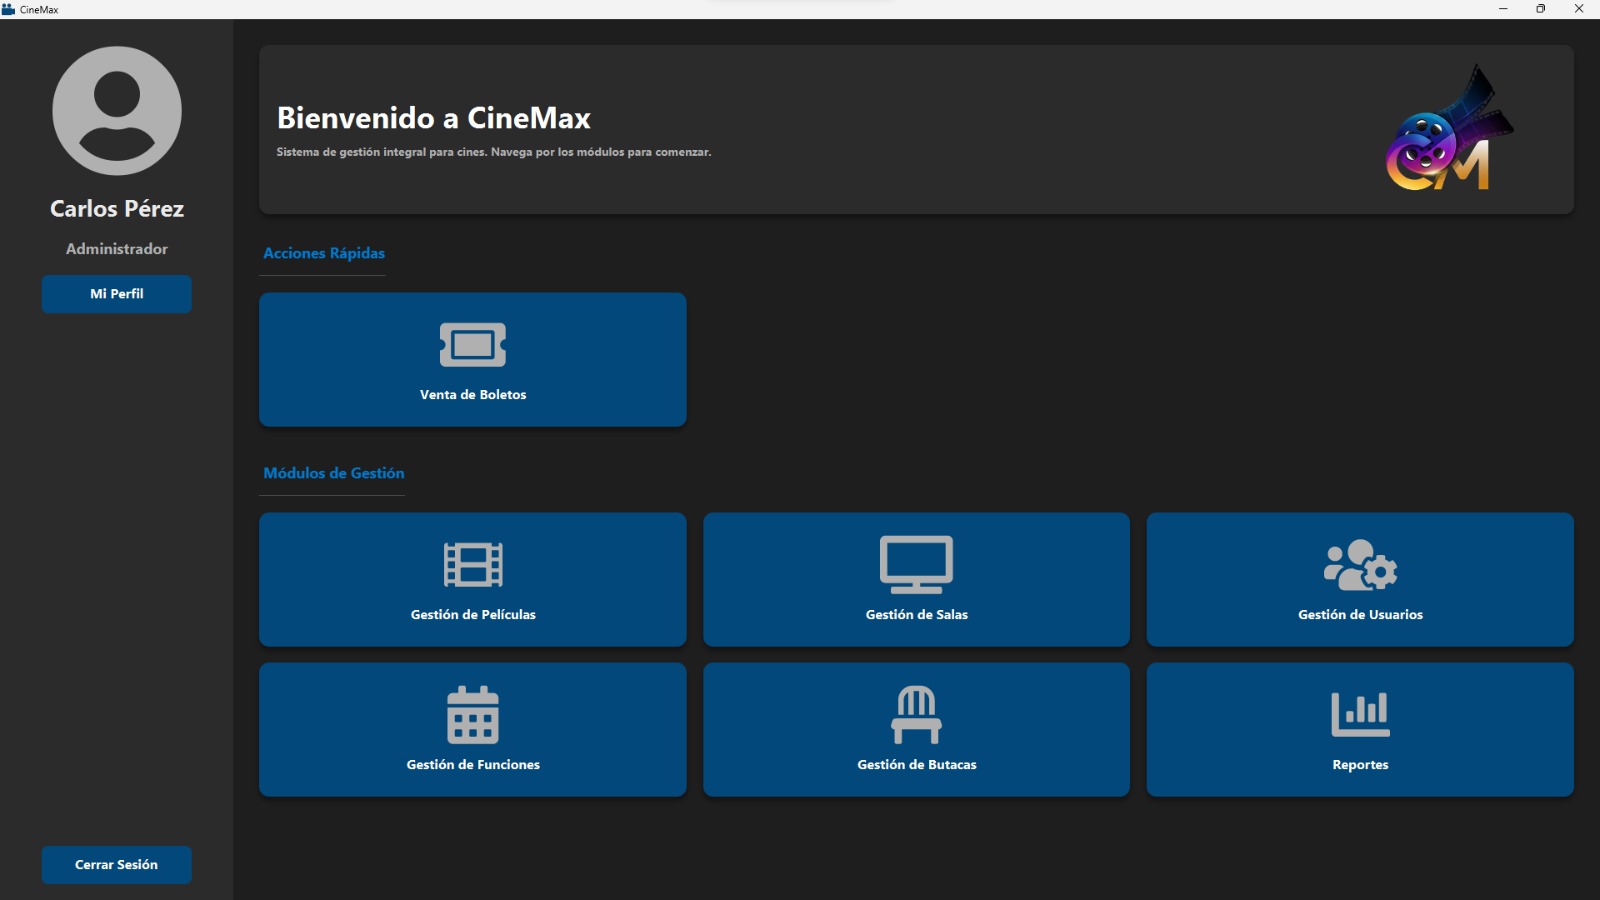 CineMax
Carlos Pérez
Administrador
Mi Perfil
Cerrar Sesión
Bienvenido a CineMax
Sistema de gestión integral para cines. Navega por los módulos para comenzar.
CM
Acciones Rápidas
Venta de Boletos
Módulos de Gestión
Gestión de Películas
Gestión de Salas
Gestión de Usuarios
Gestión de Funciones
Gestión de Butacas
Reportes